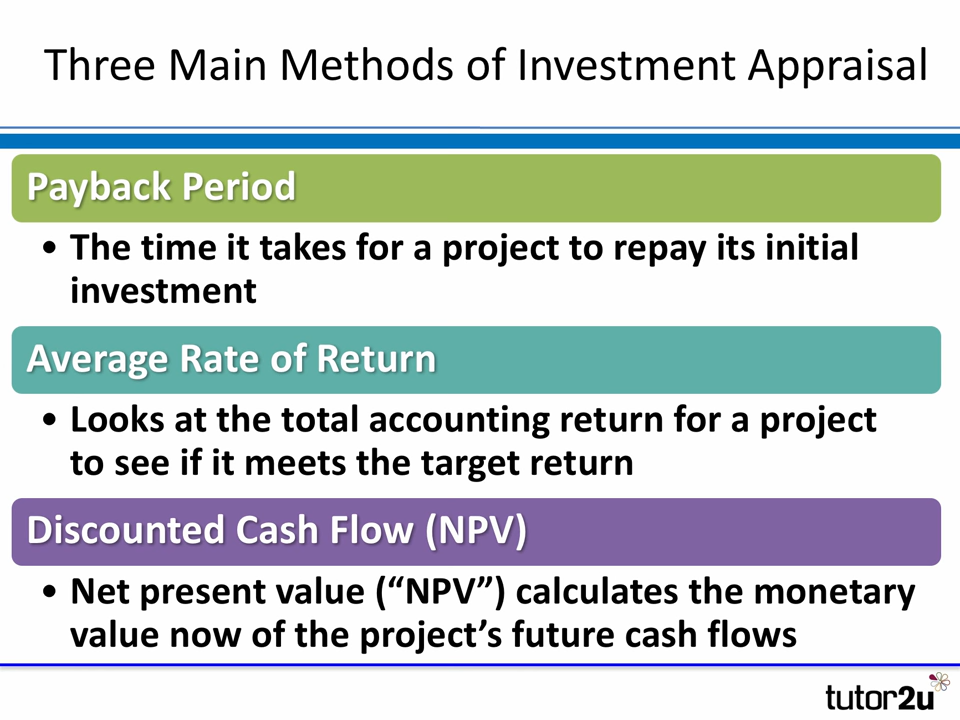 Three Main Methods of Investment Appraisal
Payback Period
• The time it takes for a project to repay its initial
investment
Average Rate of Return
• Looks at the total accounting return for a project
to see if it meets the target return
Discounted Cash Flow (NPV)
• Net present value (“NPV”) calculates the monetary
value now of the project’s future cash flows
tutor2u